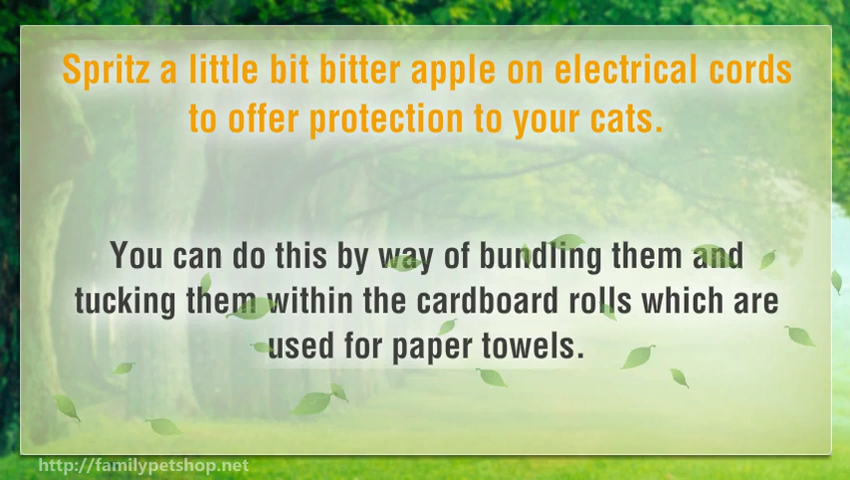 Spritz a little bit bitter apple on electrical cords
to offer protection to your cats.
You can do this by way of bundling them and
tucking them within the cardboard rolls which are
used for paper towels.
http://familypetshop.net